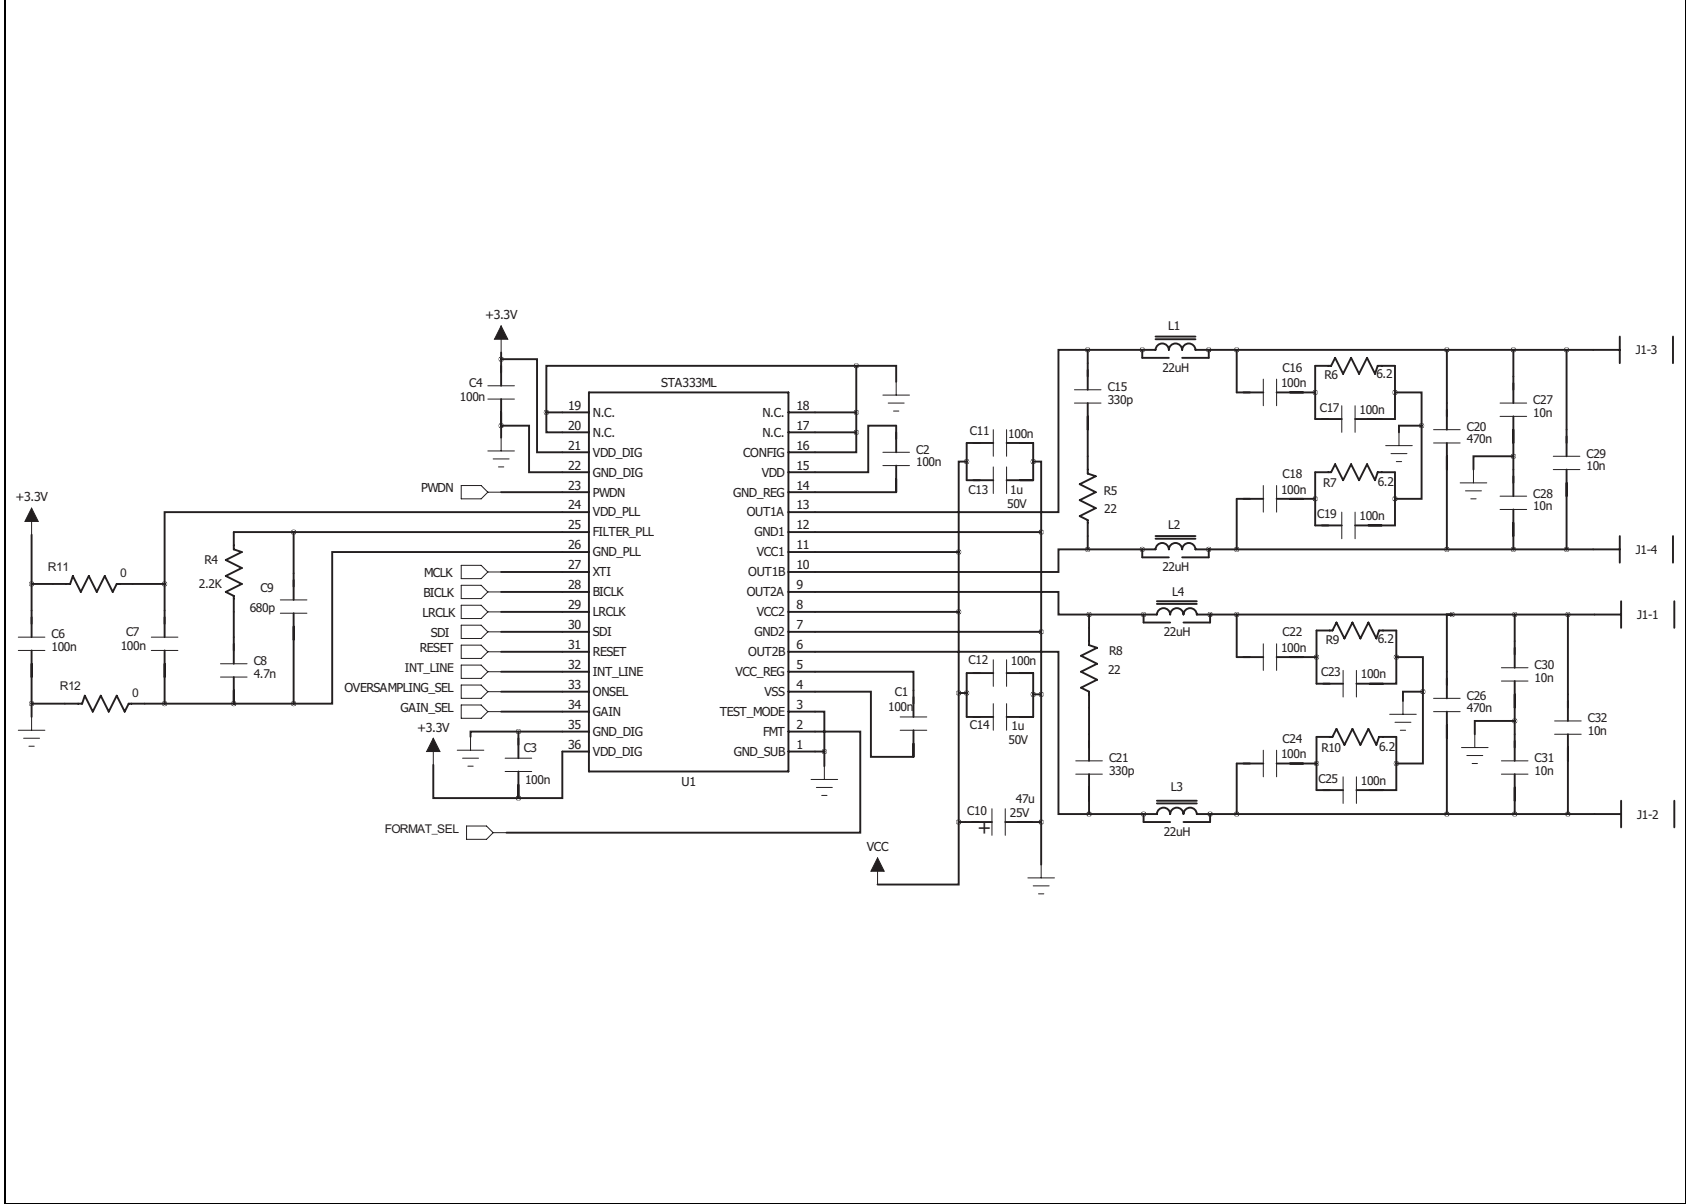 +3.3V
C4
100n
STA333ML
19 N.C.
20 N.C.
21 VDD_DIG
22 GND_DIG
23 PWDN
24 VDD_PLL
25 FILTER_PLL
26 GND_PLL
27 XTI
28 BICLK
29 LRCLK
30 SDI
31 RESET
32 INT_LINE
33 ONSEL
34 GAIN
35 GND_DIG
36 VDD_DIG
N.C. 18
N.C. 17
CONFIG 16
VDD 15
GND_REG 14
OUT1A 13
GND1 12
VCC1 11
OUT1B 10
OUT2A 9
VCC2 8
GND2 7
OUT2B 6
VCC_REG 5
VSS 4
TEST_MODE 3
FMT 2
GND_SUB 1
U1
PWDN
MCLK
BICLK
LRCLK
SDI
RESET
INT_LINE
OVERSAMPLING_SEL
GAIN_SEL
+3.3V
C3
100n
FORMAT_SEL
+3.3V
R11
0
C6
100n
C7
100n
R12
0
R4
2.2K
C9
680p
C8
4.7n
C2
100n
C1
100n
C11
100n
C13
1u
50V
C12
100n
C14
1u
50V
C10
47u
25V
VCC
L1
22uH
C15
330p
R5
22
L2
22uH
C16
100n
R6
6.2
C17
100n
C18
100n
R7
6.2
C19
100n
C20
470n
C27
10n
C28
10n
C29
10n
J1-3
J1-4
L4
22uH
R8
22
C21
330p
L3
22uH
C22
100n
R9
6.2
C23
100n
C24
100n
R10
6.2
C25
100n
C26
470n
C30
10n
C31
10n
C32
10n
J1-1
J1-2